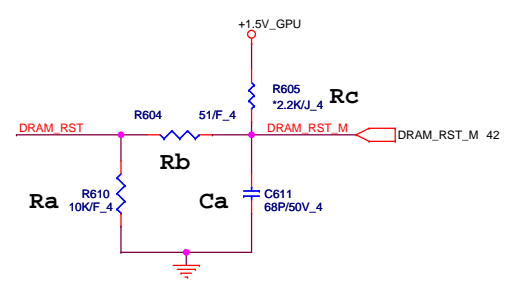 +1.5V_GPU
R605
*2.2K/J_4
Rc
R604
51/F_4
DRAM_RST
DRAM_RST_M
DRAM_RST_M 42
Rb
Ra
R610
10K/F_4
Ca
C611
68P/50V_4